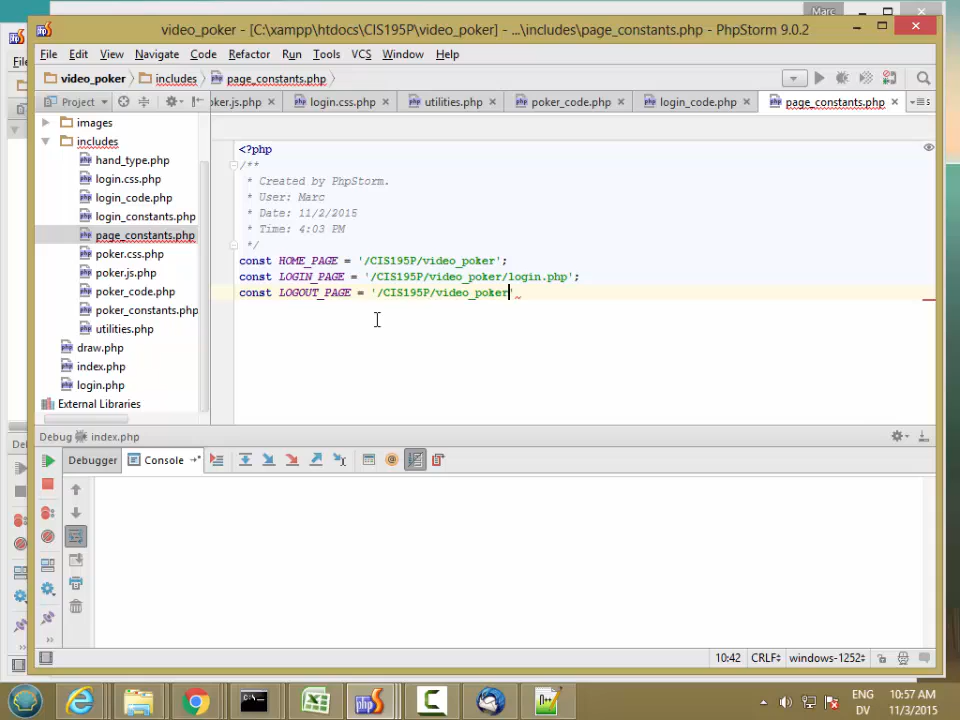 Marc
video_poker - [C:\xampp\htdocs\CIS195P\video_poker] - ...\includes\page_constants.php - PhpStorm 9.0.2
File Edit View Navigate Code Refactor Run Tools VCS Window Help
video_poker includes page_constants.php
Project oker.js.php login.css.php utilities.php poker_code.php login_code.php page_constants.php
images
includes
hand_type.php
login.css.php
login_code.php
login_constants.php
page_constants.php
poker.css.php
poker.js.php
poker_code.php
poker_constants.php
utilities.php
draw.php
index.php
login.php
External Libraries
<?php
/**
* Created by PhpStorm.
* User: Marc
* Date: 11/2/2015
* Time: 4:03 PM
*/
const HOME_PAGE = '/CIS195P/video_poker';
const LOGIN_PAGE = '/CIS195P/video_poker/login.php';
const LOGOUT_PAGE = '/CIS195P/video_poker'
Debug index.php
Debugger Console
10:42 CRLF windows-1252
ENG
DV
10:57 AM
11/3/2015